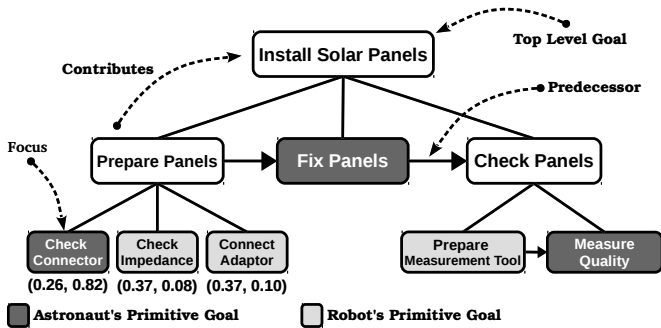 Install Solar Panels
Top Level Goal
Contributes
Predecessor
Focus
Prepare Panels
Fix Panels
Check Panels
Check
Connector
Check
Impedance
Connect
Adaptor
Prepare
Measurement Tool
Measure
Quality
(0.26, 0.82) (0.37, 0.08) (0.37, 0.10)
Astronaut's Primitive Goal
Robot's Primitive Goal